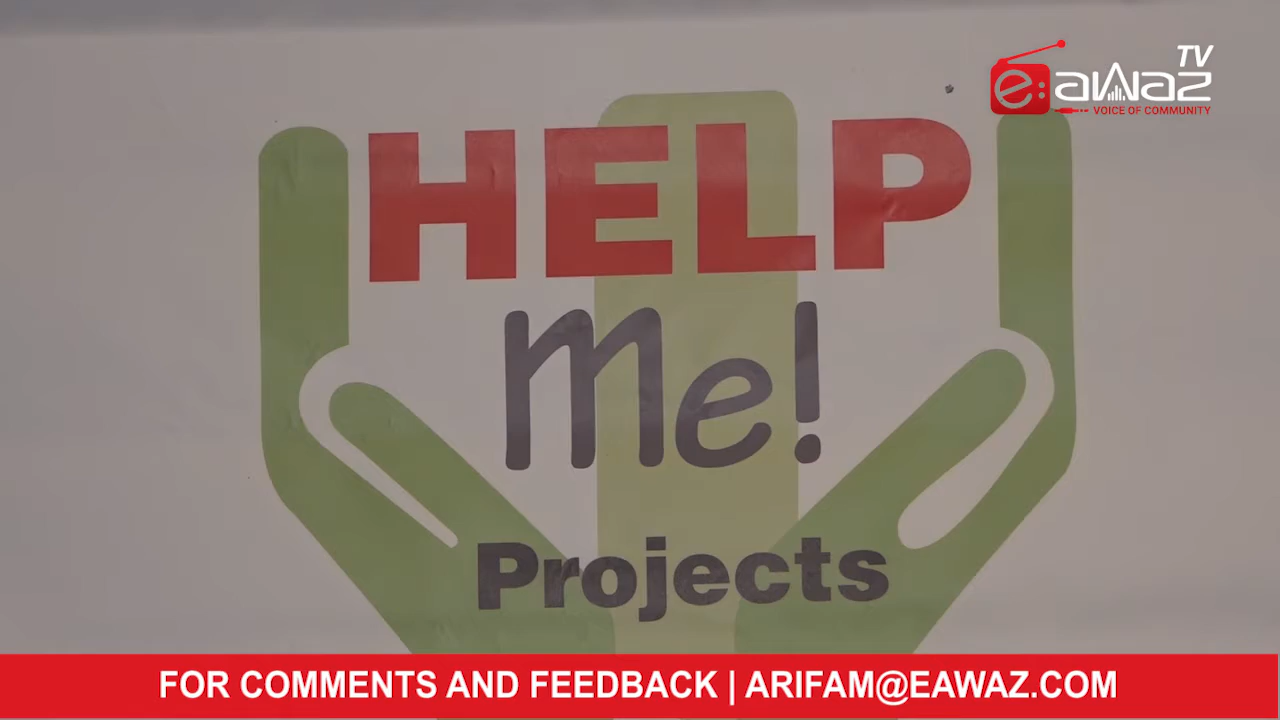 TV
e:aWaz
VOICE OF COMMUNITY
HELP
Me!
Projects
FOR COMMENTS AND FEEDBACK | ARIFAM@EAWAZ.COM